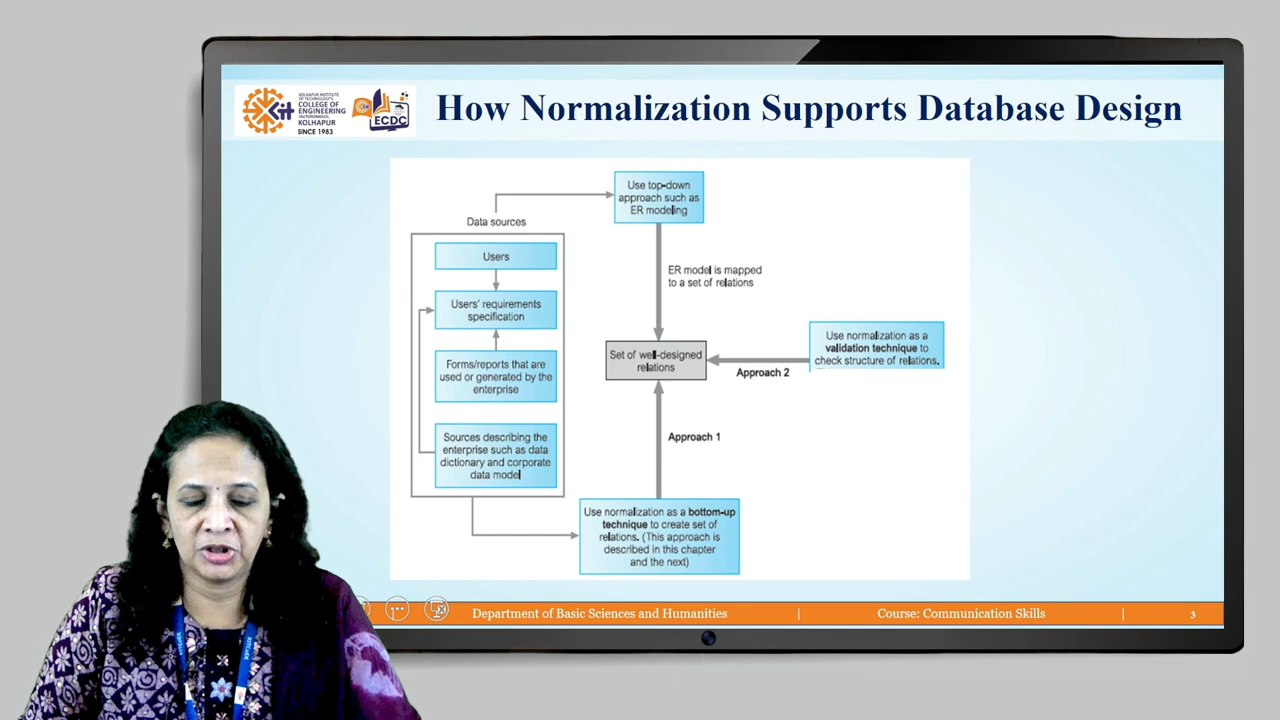 KOLHAPUR INSTITUTE
OF TECHNOLOGY'S
COLLEGE OF
ENGINEERING
(AUTONOMOUS),
KOLHAPUR
SINCE 1983
kit
ECDC
How Normalization Supports Database Design
Use top-down
approach such as
ER modeling
Data sources
Users
Users' requirements
specification
Forms/reports that are
used or generated by the
enterprise
Sources describing the
enterprise such as data
dictionary and corporate
data model
ER model is mapped
to a set of relations
Set of well-designed
relations
Use normalization as a
validation technique to
check structure of relations.
Approach 2
Approach 1
Use normalization as a bottom-up
technique to create set of
relations. (This approach is
described in this chapter
and the next)
Department of Basic Sciences and Humanities | Course: Communication Skills | 3